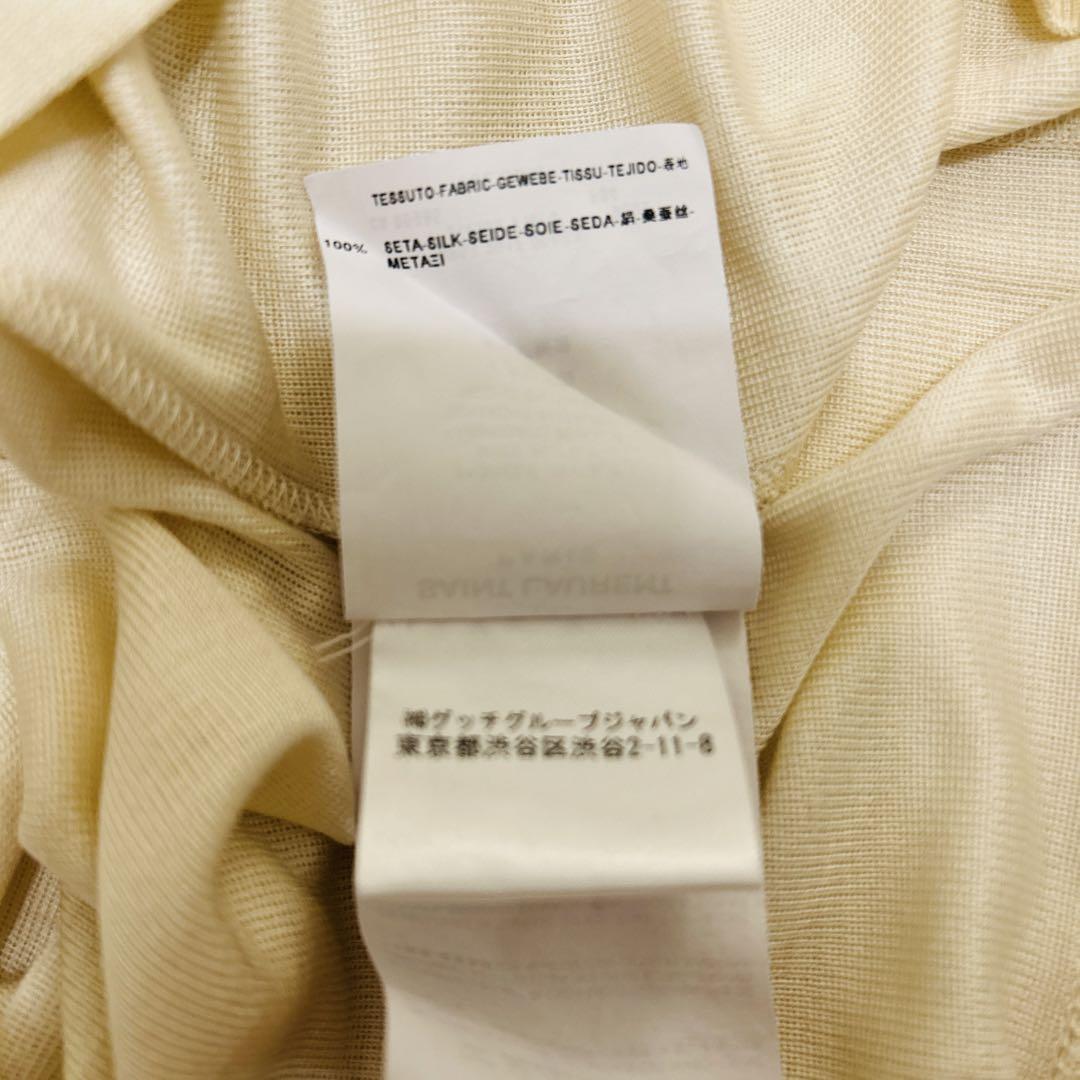 TESSUTO-FABRIC-GEWEBE-TISSU-TEJIDO-表地
100% SETA-SILK-SEIDE-SOIE-SEDA-絹-桑蚕丝-
ΜΕΤΑΞΙ
PARIS
SAINT LAURENT
㈱グッチグループジャパン
東京都渋谷区渋谷2-11-8